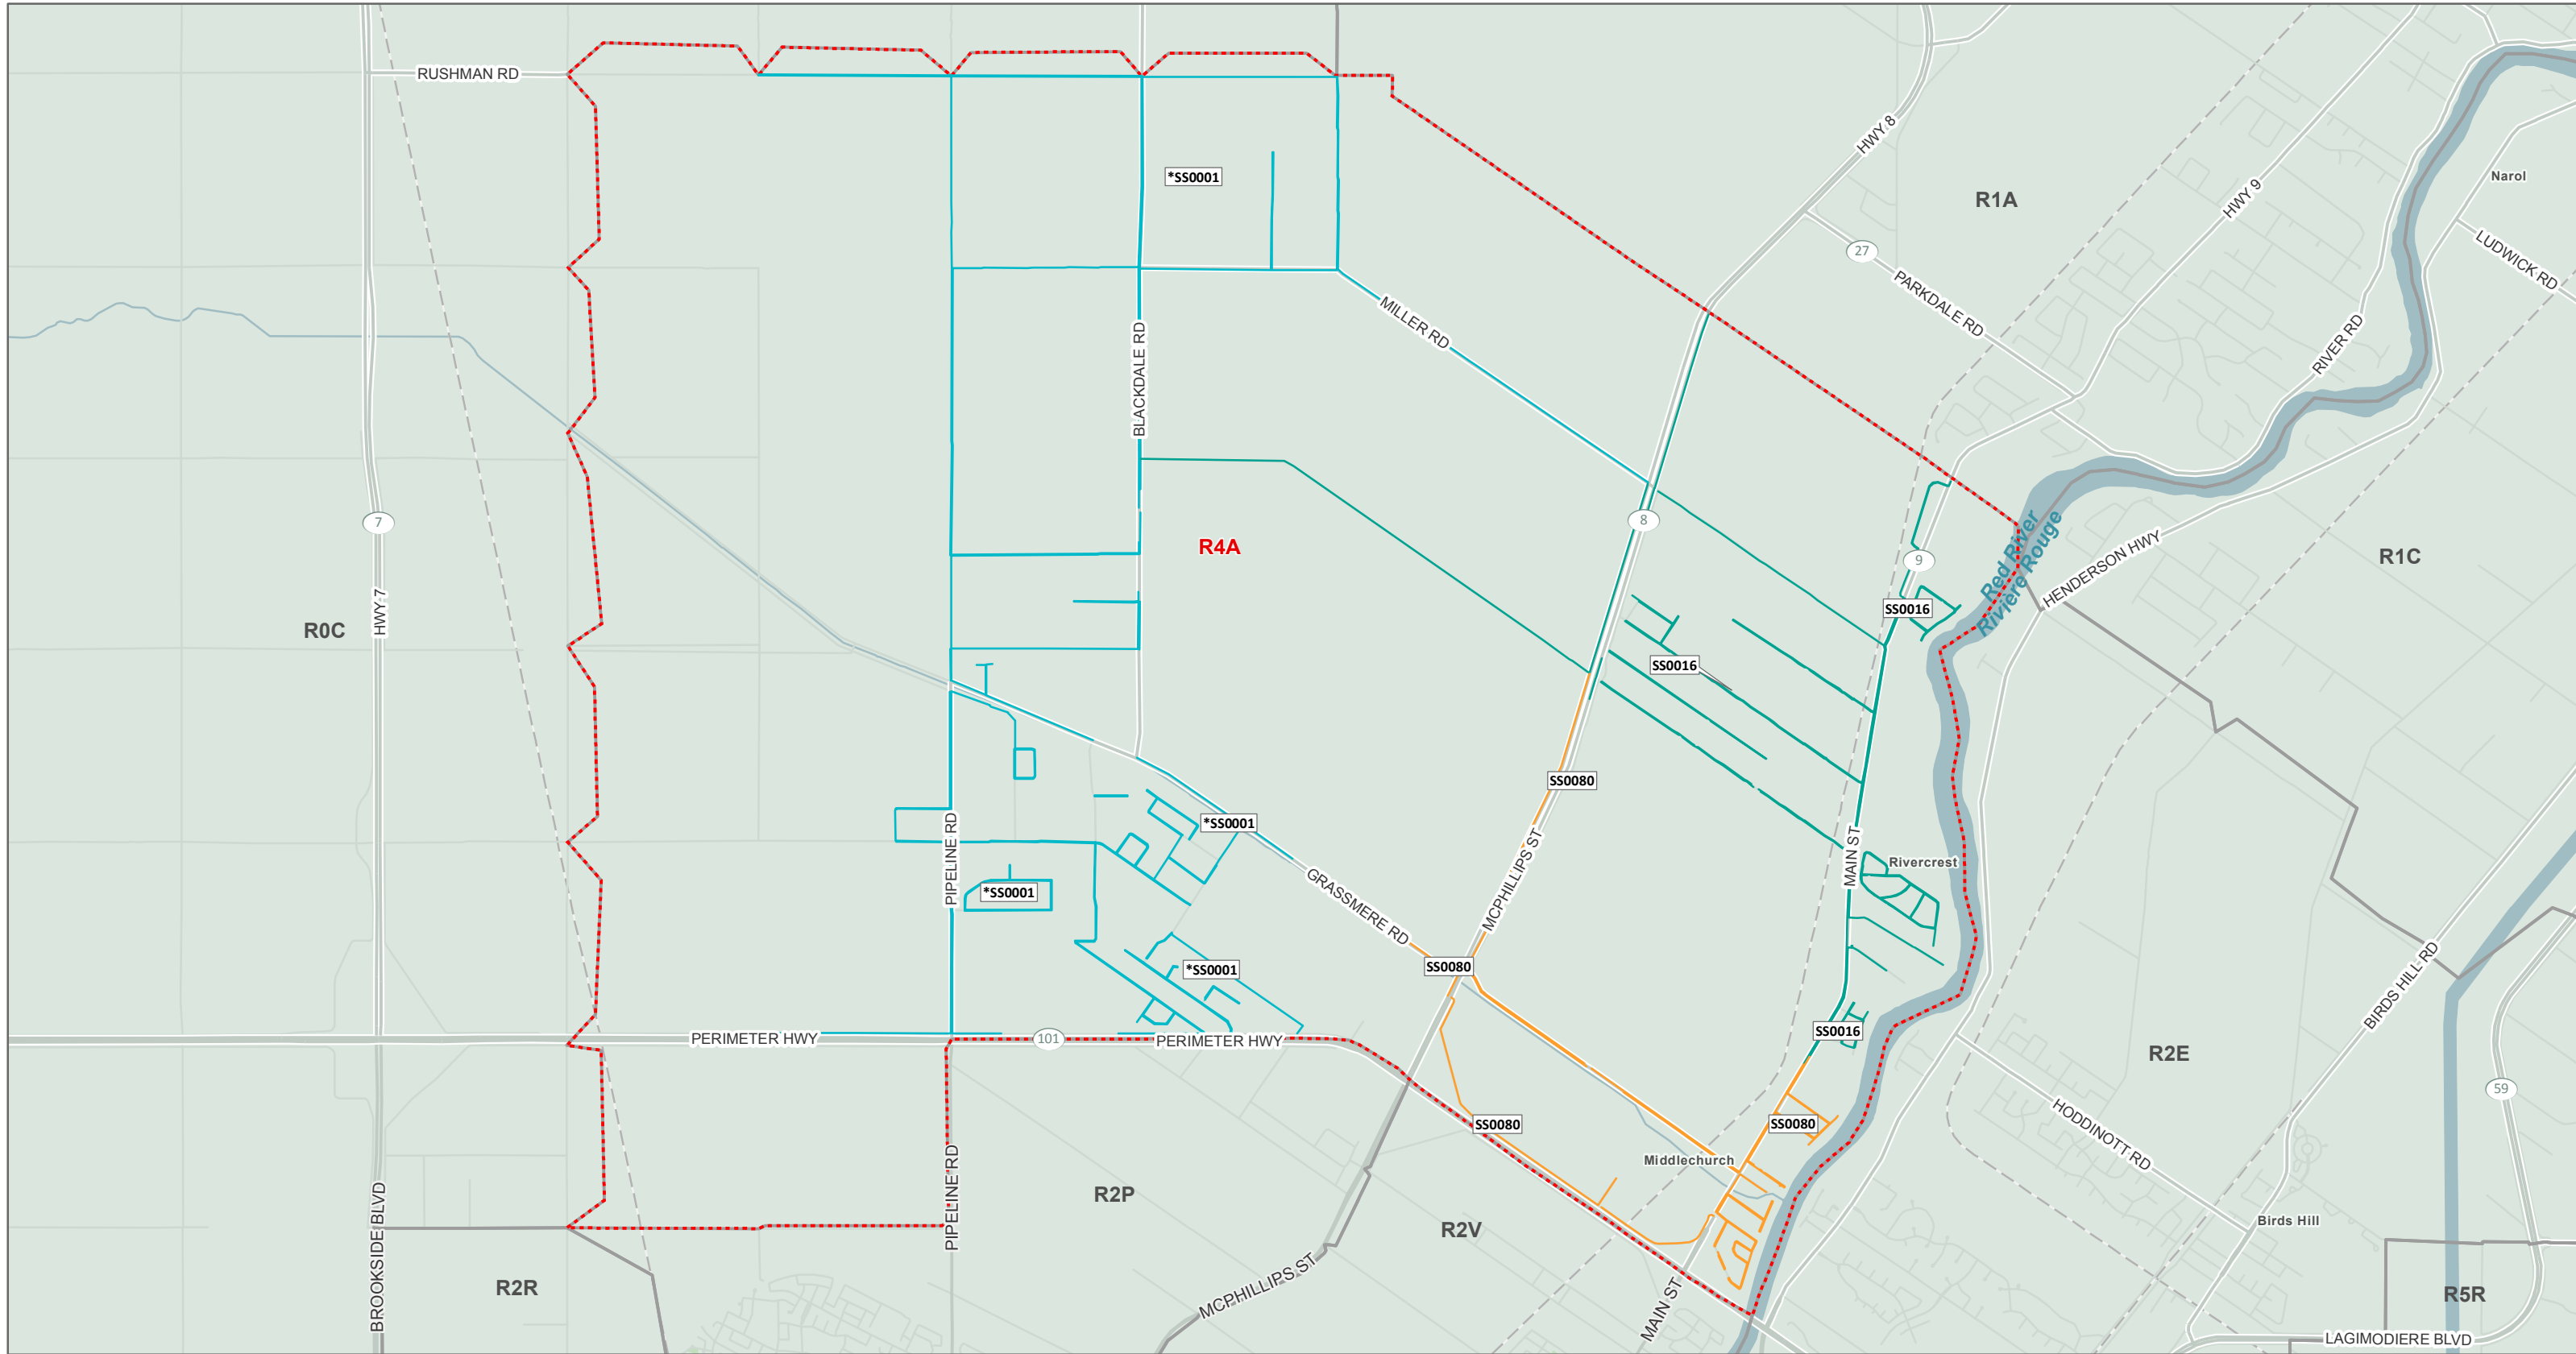 RUSHMAN RD
*SS0001
HWY 8
R1A
Narol
HWY 9
27
PARKDALE RD
LUDWICK RD
MILLER RD
BLACKDALE RD
RIVER RD
7
8
R4A
Red River
Rivière Rouge
9
HENDERSON HWY
R1C
HWY 7
R0C
SS0016
SS0016
SS0080
*SS0001
PIPELINE RD
MCPHILLIPS ST
MAIN ST
Rivercrest
*SS0001
GRASSMERE RD
SS0080
*SS0001
BIRDS HILL RD
PERIMETER HWY
101
PERIMETER HWY
SS0016
R2E
59
SS0080
SS0080
HODDINOTT RD
Middlechurch
PIPELINE RD
R2P
R2V
Birds Hill
BROOKSIDE BLVD
R2R
MCPHILLIPS ST
MAIN ST
R5R
LAGIMODIERE BLVD